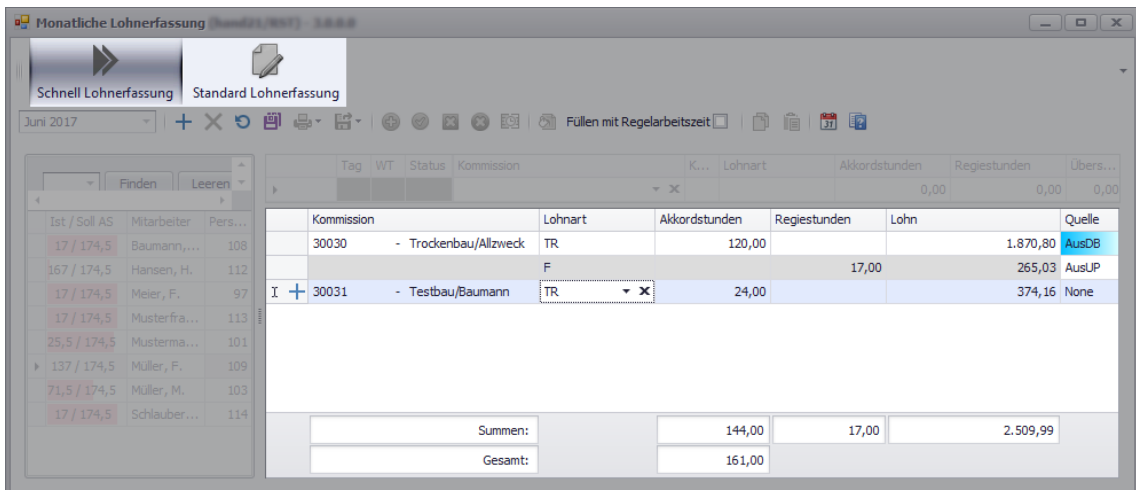 Monatliche Lohnerfassung
Schnell Lohnerfassung Standard Lohnerfassung
Juni 2017 Füllen mit Regelarbeitszeit 31
Tag WT Status Kommission K... Lohnart Akkordstunden Regiestunden Übers...
0,00 0,00 0,00
Finden Leeren
Ist / Soll AS Mitarbeiter Pers...
17 / 174,5 Baumann,... 108
167 / 174,5 Hansen, H. 112
17 / 174,5 Meier, F. 97
17 / 174,5 Musterfra... 113
25,5 / 174,5 Musterma... 101
137 / 174,5 Müller, F. 109
71,5 / 174,5 Müller, M. 103
17 / 174,5 Schlauber... 114
Kommission Lohnart Akkordstunden Regiestunden Lohn Quelle
30030 - Trockenbau/Allzweck TR 120,00 1.870,80 AusDB
F 17,00 265,03 AusUP
30031 - Testbau/Baumann TR 24,00 374,16 None
Summen: 144,00 17,00 2.509,99
Gesamt: 161,00